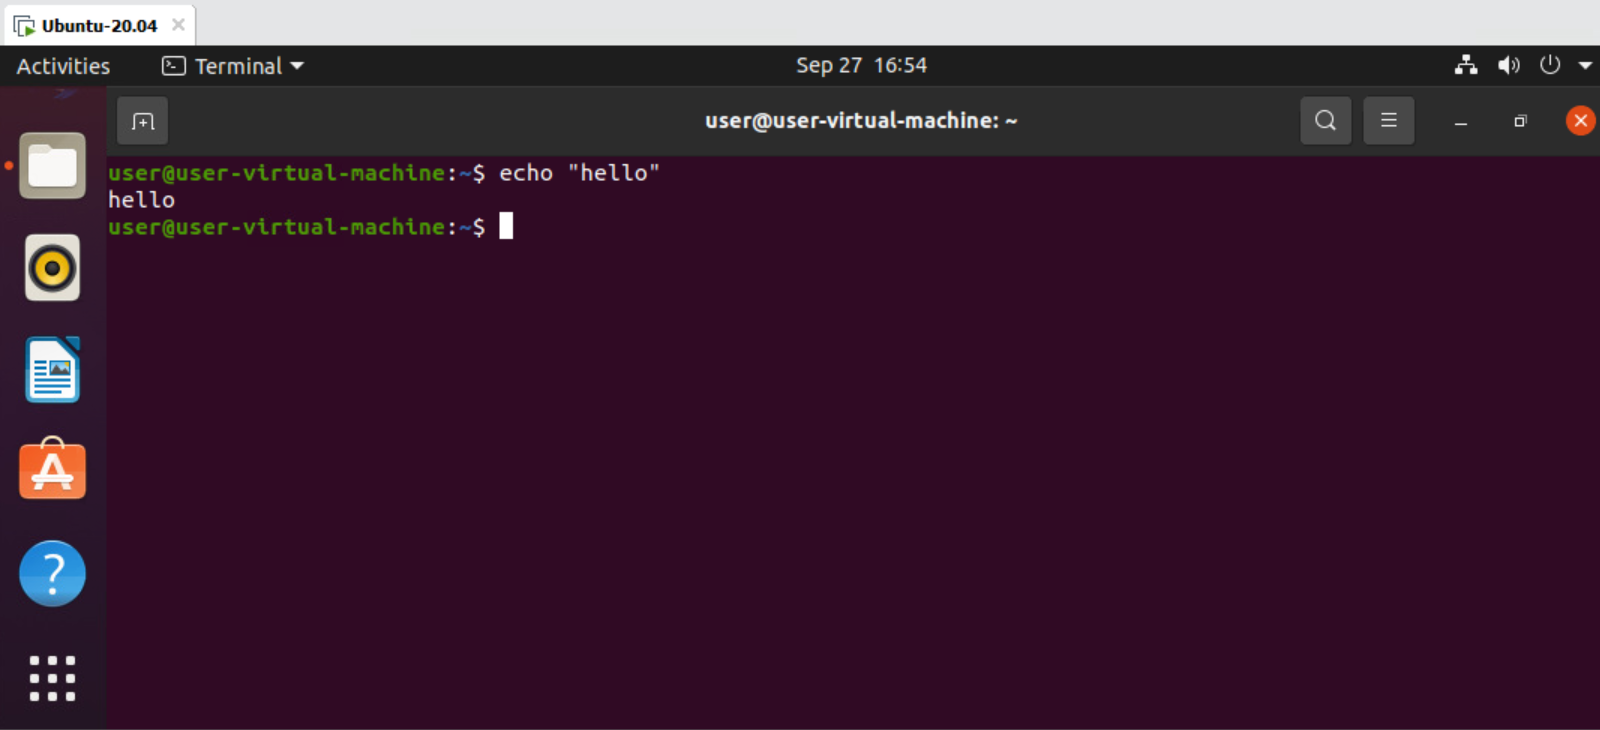 Ubuntu-20.04
Activities Terminal Sep 27 16:54
user@user-virtual-machine: ~
user@user-virtual-machine:~$ echo "hello"
hello
user@user-virtual-machine:~$